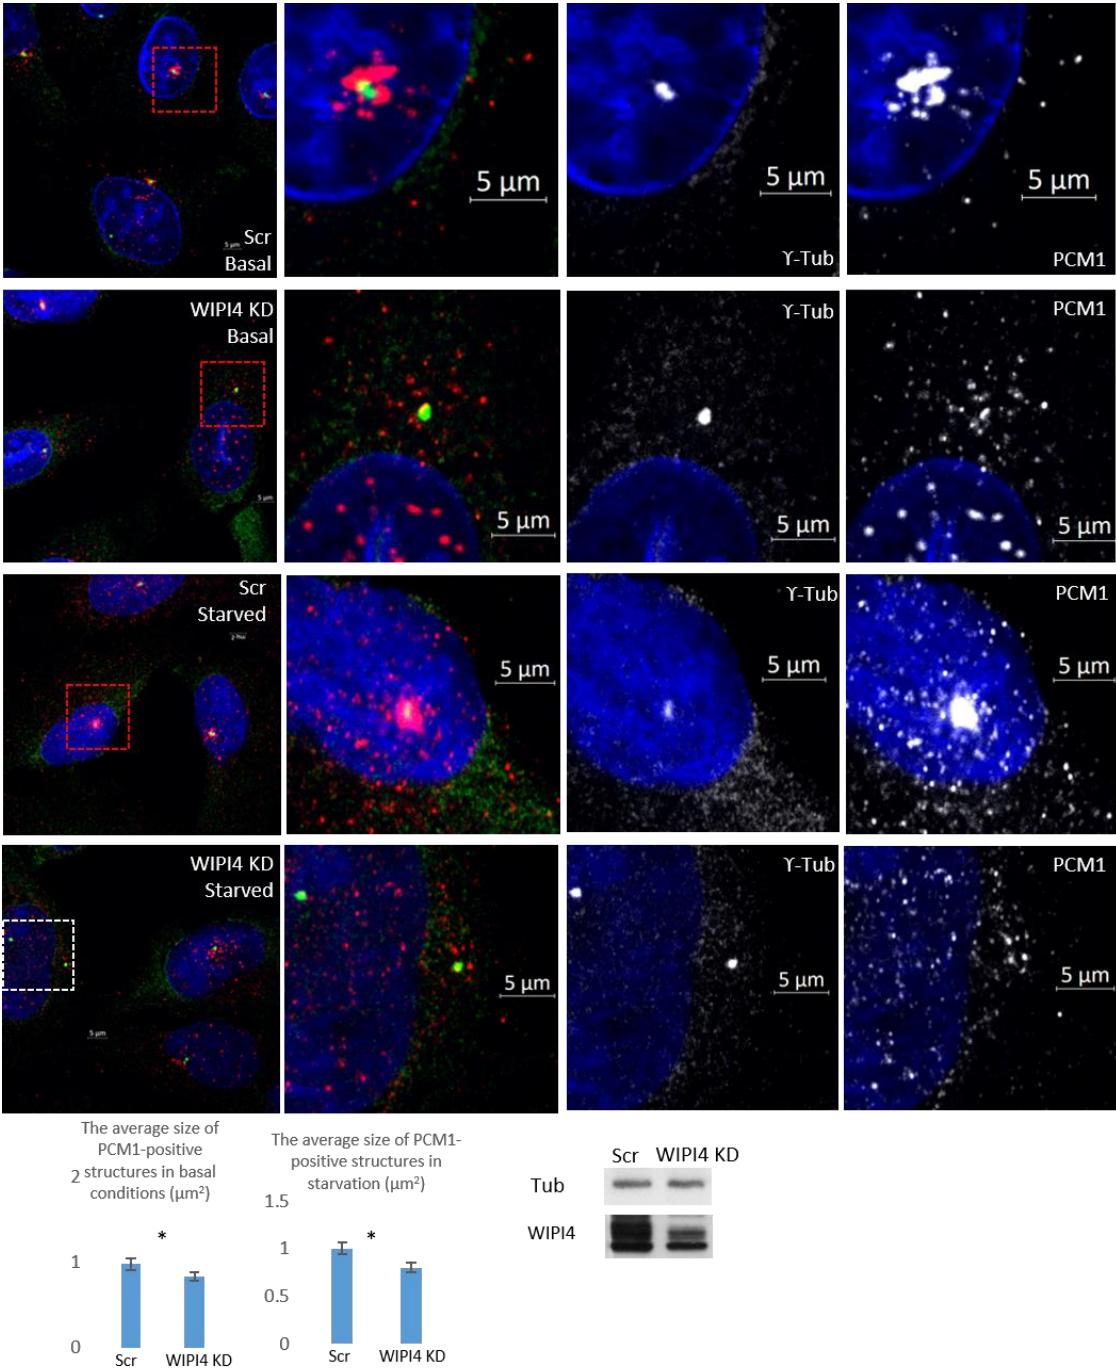 5 µm
5 µm
5 µm
5 µm
Scr
Basal
ϒ-Tub
PCM1
WIPI4 KD
Basal
ϒ-Tub
PCM1
5 µm
5 µm
5 µm
5 µm
Scr
Starved
ϒ-Tub
PCM1
5 µm
5 µm
5 µm
WIPI4 KD
Starved
ϒ-Tub
PCM1
5 µm
5 µm
5 µm
5 µm
The average size of
PCM1-positive
structures in basal
conditions (µm²)
2
1
0
*
Scr
WIPI4 KD
The average size of PCM1-
positive structures in
starvation (µm²)
1.5
1
0.5
0
*
Scr
WIPI4 KD
Scr
WIPI4 KD
Tub
WIPI4